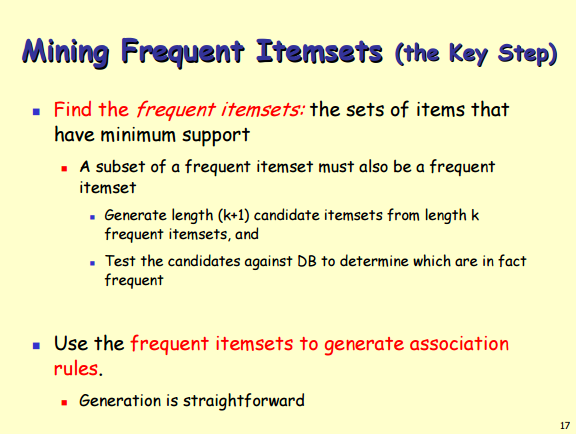 Mining Frequent Itemsets (the Key Step)
Find the frequent itemsets: the sets of items that
have minimum support
A subset of a frequent itemset must also be a frequent
itemset
Generate length (k+1) candidate itemsets from length k
frequent itemsets, and
Test the candidates against DB to determine which are in fact
frequent
Use the frequent itemsets to generate association
rules.
Generation is straightforward
17